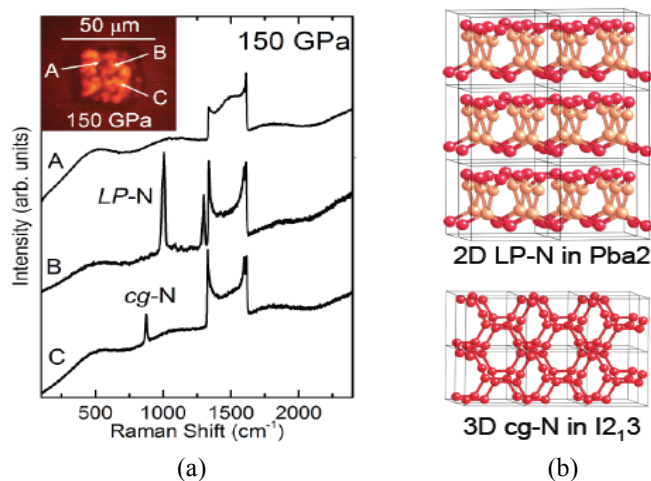 50 μm
A
B
C
150 GPa
150 GPa
A
LP-N
B
cg-N
C
Intensity (arb. units)
500 1000 1500 2000
Raman Shift (cm⁻¹)
(a)
2D LP-N in Pba2
3D cg-N in I2₁3
(b)